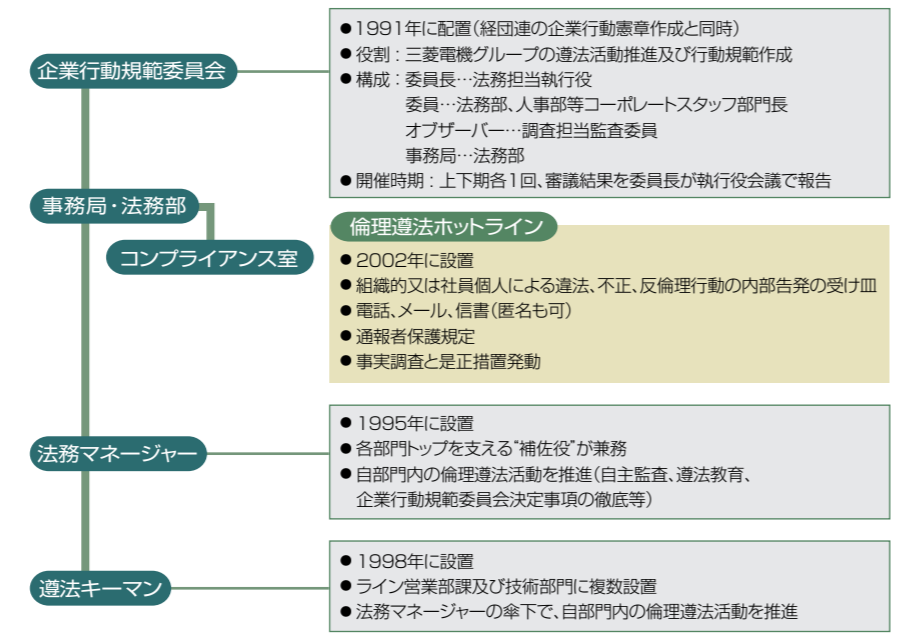 企業行動規範委員会
●1991年に配置(経団連の企業行動憲章作成と同時)
●役割:三菱電機グループの遵法活動推進及び行動規範作成
●構成:委員長…法務担当執行役
委員…法務部、人事部等コーポレートスタッフ部門長
オブザーバー…調査担当監査委員
事務局…法務部
●開催時期:上下期各1回、審議結果を委員長が執行役会議で報告
事務局・法務部
コンプライアンス室
倫理遵法ホットライン
●2002年に設置
●組織的又は社員個人による違法、不正、反倫理行動の内部告発の受け皿
●電話、メール、信書(匿名も可)
●通報者保護規定
●事実調査と是正措置発動
法務マネージャー
●1995年に設置
●各部門トップを支える“補佐役”が兼務
●自部門内の倫理遵法活動を推進(自主監査、遵法教育、
企業行動規範委員会決定事項の徹底等)
遵法キーマン
●1998年に設置
●ライン営業部課及び技術部門に複数設置
●法務マネージャーの傘下で、自部門内の倫理遵法活動を推進